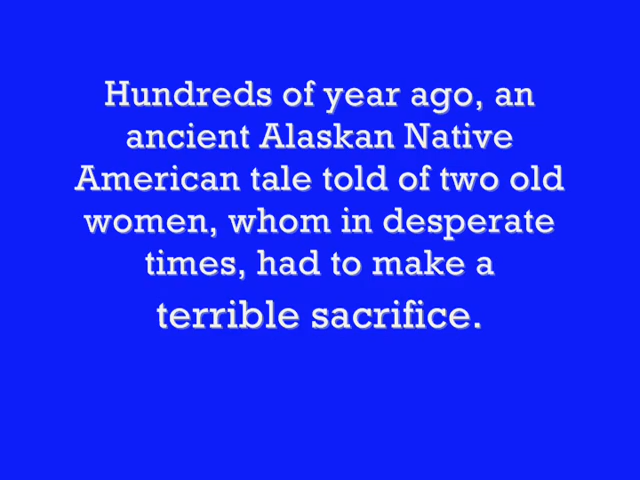 Hundreds of year ago, an
ancient Alaskan Native
American tale told of two old
women, whom in desperate
times, had to make a
terrible sacrifice.